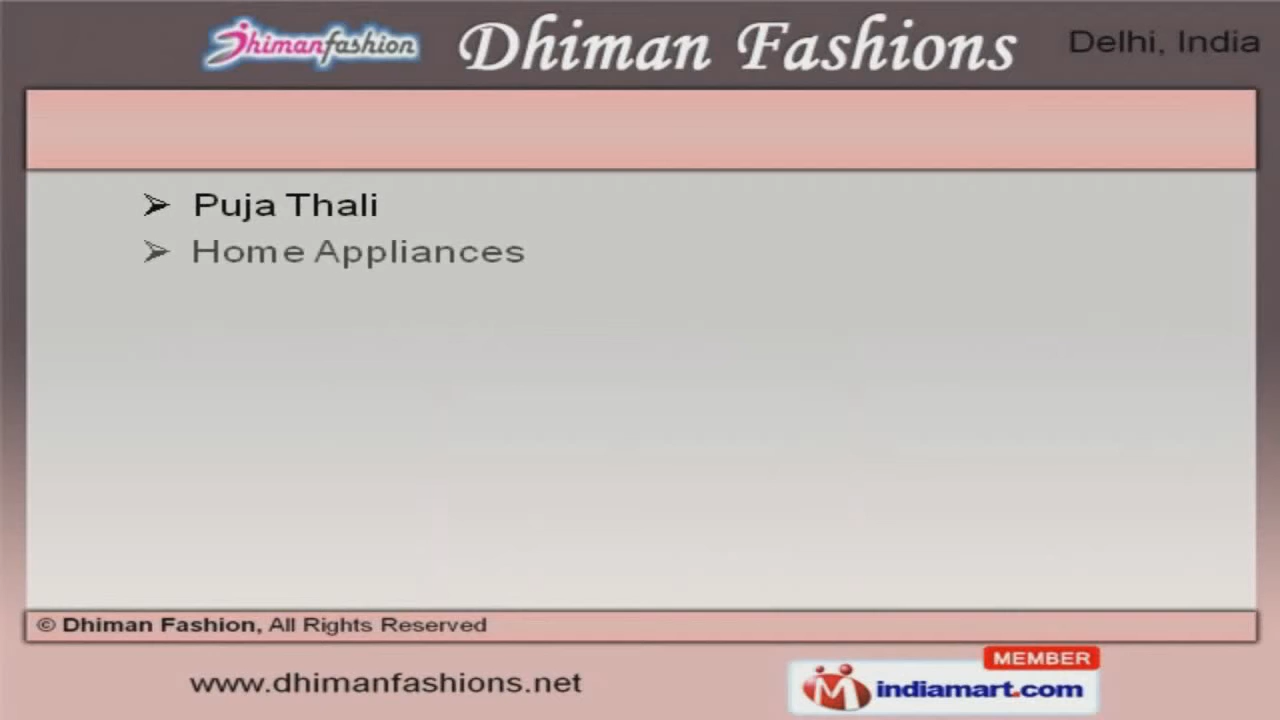 Dhimanfashion
Dhiman Fashions
Delhi, India
➢ Puja Thali
➢ Home Appliances
© Dhiman Fashion, All Rights Reserved
www.dhimanfashions.net
MEMBER
indiamart.com